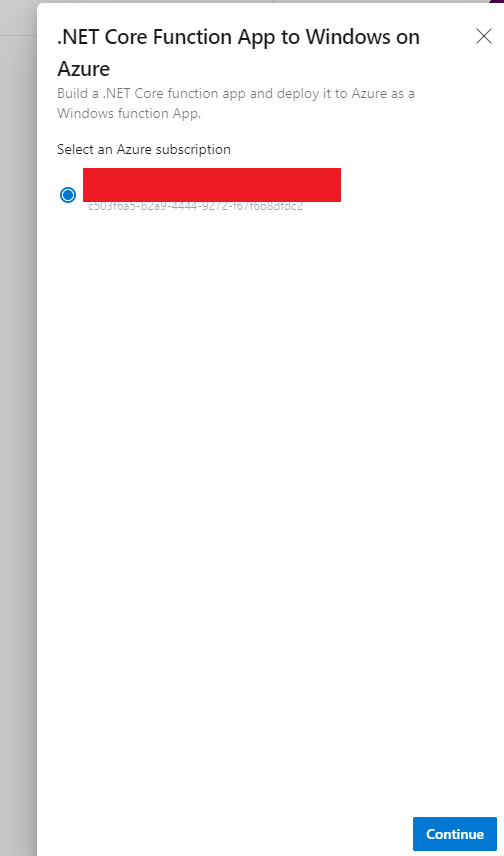 .NET Core Function App to Windows on
Azure
Build a .NET Core function app and deploy it to Azure as a
Windows function App.
Select an Azure subscription
c503f6a5-b2a9-4444-9272-f67f6b8dfdc2
Continue